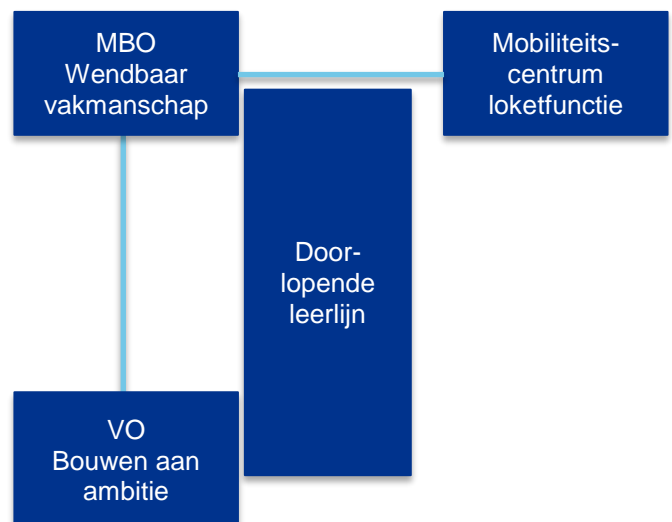 MBO
Wendbaar
vakmanschap
Mobiliteits-
centrum
loketfunctie
Door-
lopende
leerlijn
VO
Bouwen aan
ambitie